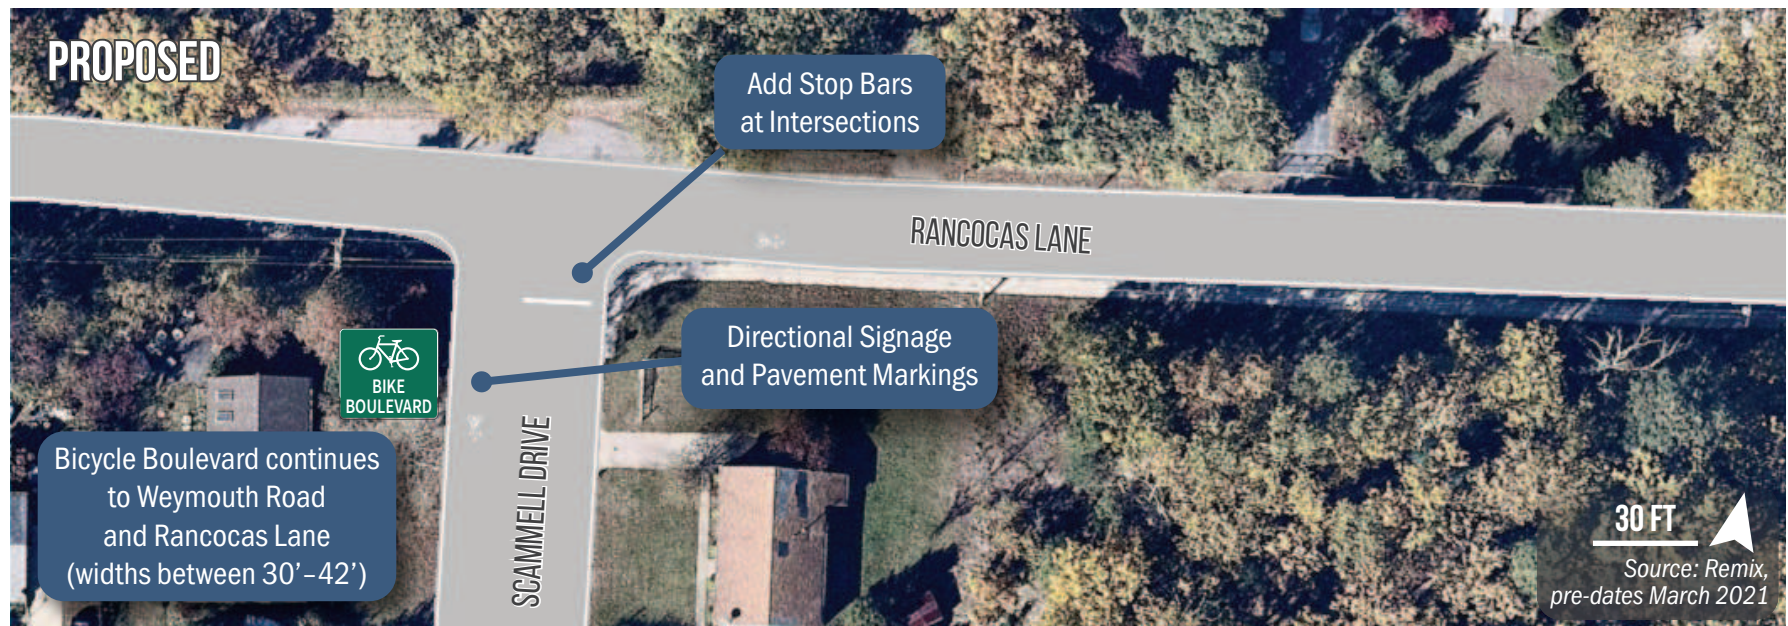 PROPOSED
Add Stop Bars
at Intersections
RANCOCAS LANE
Directional Signage
and Pavement Markings
BIKE
BOULEVARD
SCAMMELL DRIVE
Bicycle Boulevard continues
to Weymouth Road
and Rancocas Lane
(widths between 30’–42’)
30 FT
Source: Remix,
pre-dates March 2021